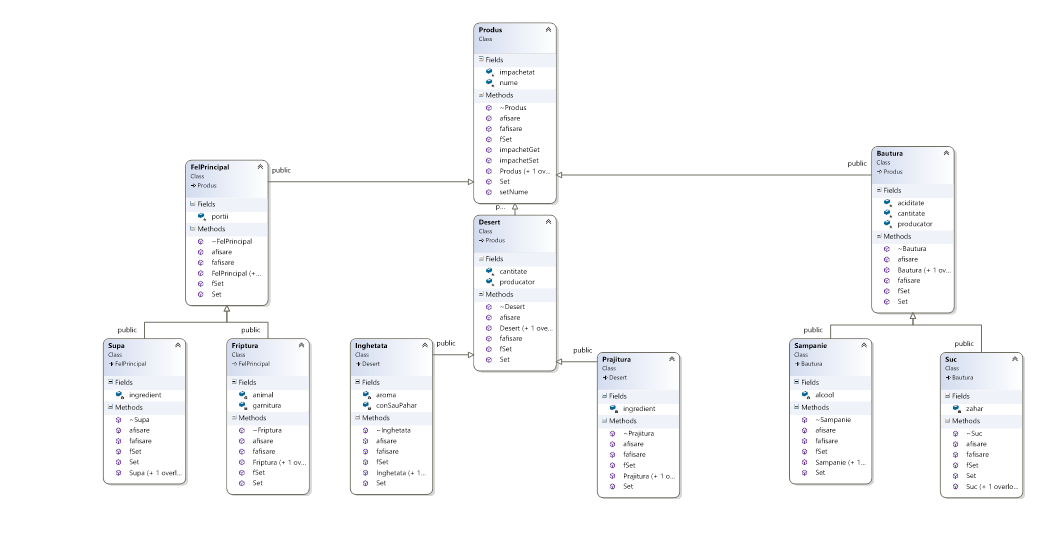 Produs
Class
Fields
impachetat
nume
Methods
~Produs
afisare
fafisare
fSet
impachetGet
impachetSet
Produs (+ 1 ov...
Set
setNume
FelPrincipal
Class
Produs
Fields
portii
Methods
~FelPrincipal
afisare
fafisare
FelPrincipal (+...
fSet
Set
public
public
Bautura
Class
Produs
Fields
aciditate
cantitate
producator
Methods
~Bautura
afisare
Bautura (+ 1 ov...
fafisare
fSet
Set
p...
Desert
Class
Produs
Fields
cantitate
producator
Methods
~Desert
afisare
Desert (+ 1 ove...
fafisare
fSet
Set
public
public
public
public
public
public
Supa
Class
FelPrincipal
Fields
ingredient
Methods
~Supa
afisare
fafisare
fSet
Set
Supa (+ 1 overl...
Friptura
Class
FelPrincipal
Fields
animal
garnitura
Methods
~Friptura
afisare
fafisare
Friptura (+ 1 ov...
fSet
Set
Inghetata
Class
Desert
Fields
aroma
conSauPahar
Methods
~Inghetata
afisare
fafisare
fSet
Inghetata (+ 1...
Set
Prajitura
Class
Desert
Fields
ingredient
Methods
~Prajitura
afisare
fafisare
fSet
Prajitura (+ 1 o...
Set
Sampanie
Class
Bautura
Fields
alcool
Methods
~Sampanie
afisare
fafisare
fSet
Sampanie (+ 1...
Set
Suc
Class
Bautura
Fields
zahar
Methods
~Suc
afisare
fafisare
fSet
Set
Suc (+ 1 overlo...